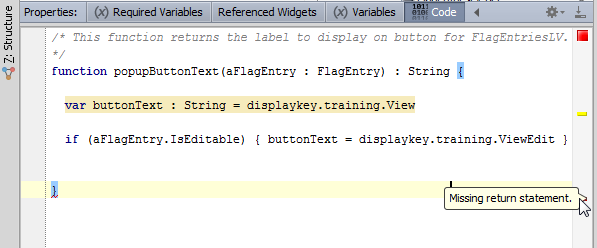 Properties: (x) Required Variables Referenced Widgets (x) Variables Code
Z: Structure
/* This function returns the label to display on button for FlagEntriesLV.
*/
function popupButtonText(aFlagEntry : FlagEntry) : String {
var buttonText : String = displaykey.training.View
if (aFlagEntry.IsEditable) { buttonText = displaykey.training.ViewEdit }
}
Missing return statement.